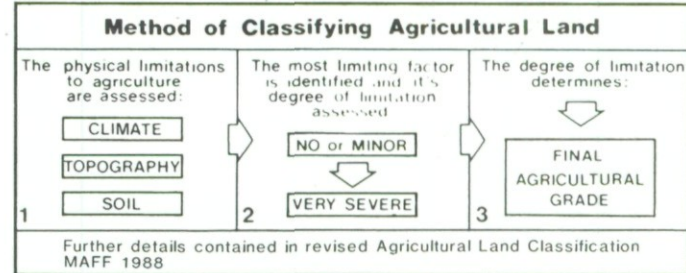 Method of Classifying Agricultural Land
The physical limitations
to agriculture
are assessed:
CLIMATE
TOPOGRAPHY
SOIL
1
The most limiting factor
is identified and it's
degree of limitation
assessed
NO or MINOR
VERY SEVERE
2
The degree of limitation
determines:
FINAL
AGRICULTURAL
GRADE
3
Further details contained in revised Agricultural Land Classification
MAFF 1988